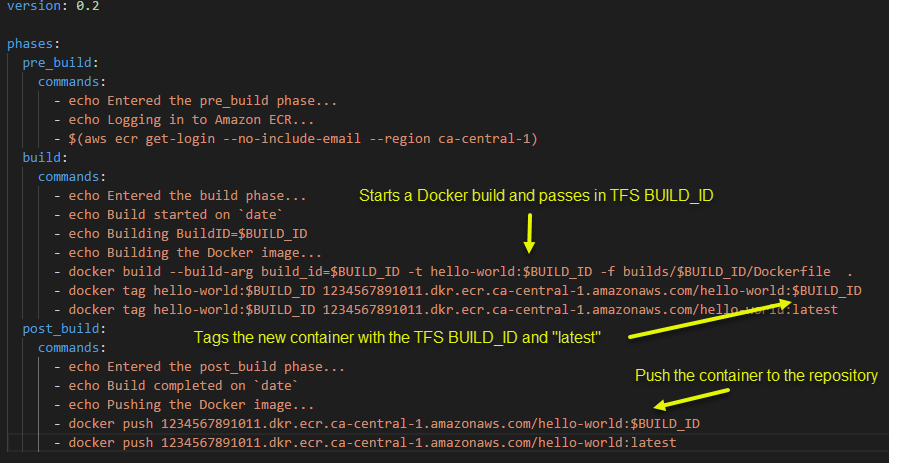 version: 0.2
phases:
pre_build:
commands:
- echo Entered the pre_build phase...
- echo Logging in to Amazon ECR...
- $(aws ecr get-login --no-include-email --region ca-central-1)
build:
commands:
- echo Entered the build phase...
Starts a Docker build and passes in TFS BUILD_ID
- echo Build started on `date`
- echo Building BuildID=$BUILD_ID
- echo Building the Docker image...
- docker build --build-arg build_id=$BUILD_ID -t hello-world:$BUILD_ID -f builds/$BUILD_ID/Dockerfile .
- docker tag hello-world:$BUILD_ID 1234567891011.dkr.ecr.ca-central-1.amazonaws.com/hello-world:$BUILD_ID
- docker tag hello-world:$BUILD_ID 1234567891011.dkr.ecr.ca-central-1.amazonaws.com/hello-world:latest
post_build:
Tags the new container with the TFS BUILD_ID and "latest"
commands:
- echo Entered the post_build phase...
Push the container to the repository
- echo Build completed on `date`
- echo Pushing the Docker image...
- docker push 1234567891011.dkr.ecr.ca-central-1.amazonaws.com/hello-world:$BUILD_ID
- docker push 1234567891011.dkr.ecr.ca-central-1.amazonaws.com/hello-world:latest